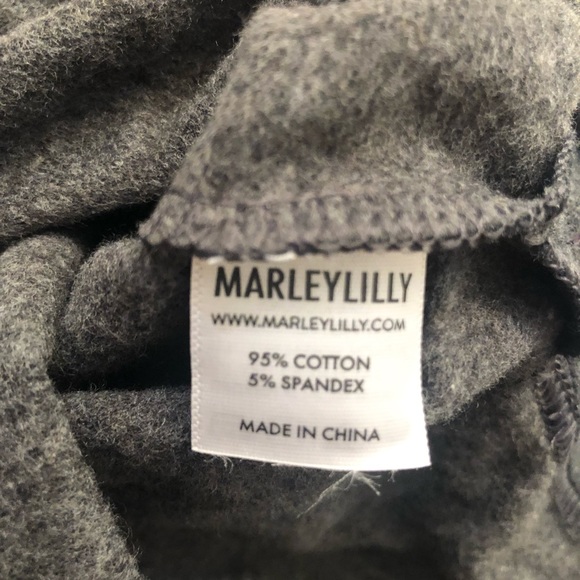 MARLEYLILLY
WWW.MARLEYLILLY.COM
95% COTTON
5% SPANDEX
MADE IN CHINA